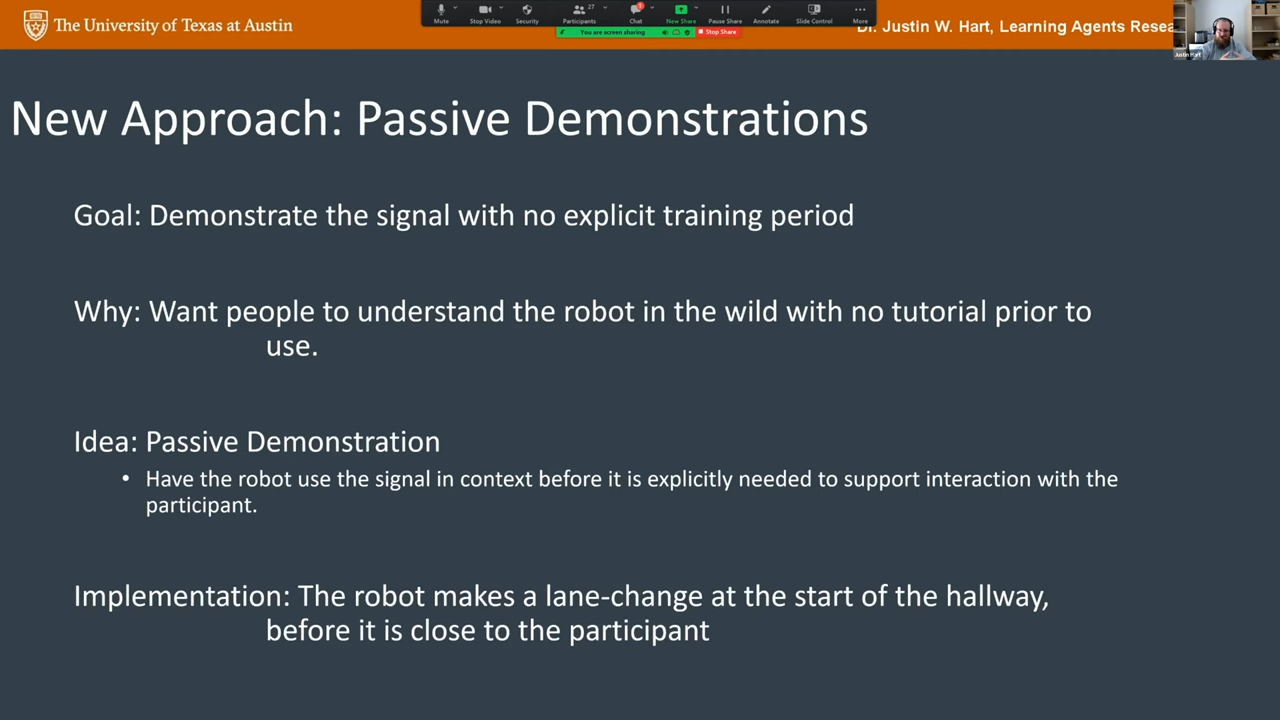 The University of Texas at Austin
Mute
Stop Video
Security
Participants
27
Chat
1
New Share
Pause Share
Annotate
Slide Control
More
You are screen sharing
Stop Share
Dr. Justin W. Hart, Learning Agents Resea
Justin Hart
New Approach: Passive Demonstrations
Goal: Demonstrate the signal with no explicit training period
Why: Want people to understand the robot in the wild with no tutorial prior to
use.
Idea: Passive Demonstration
• Have the robot use the signal in context before it is explicitly needed to support interaction with the
participant.
Implementation: The robot makes a lane-change at the start of the hallway,
before it is close to the participant